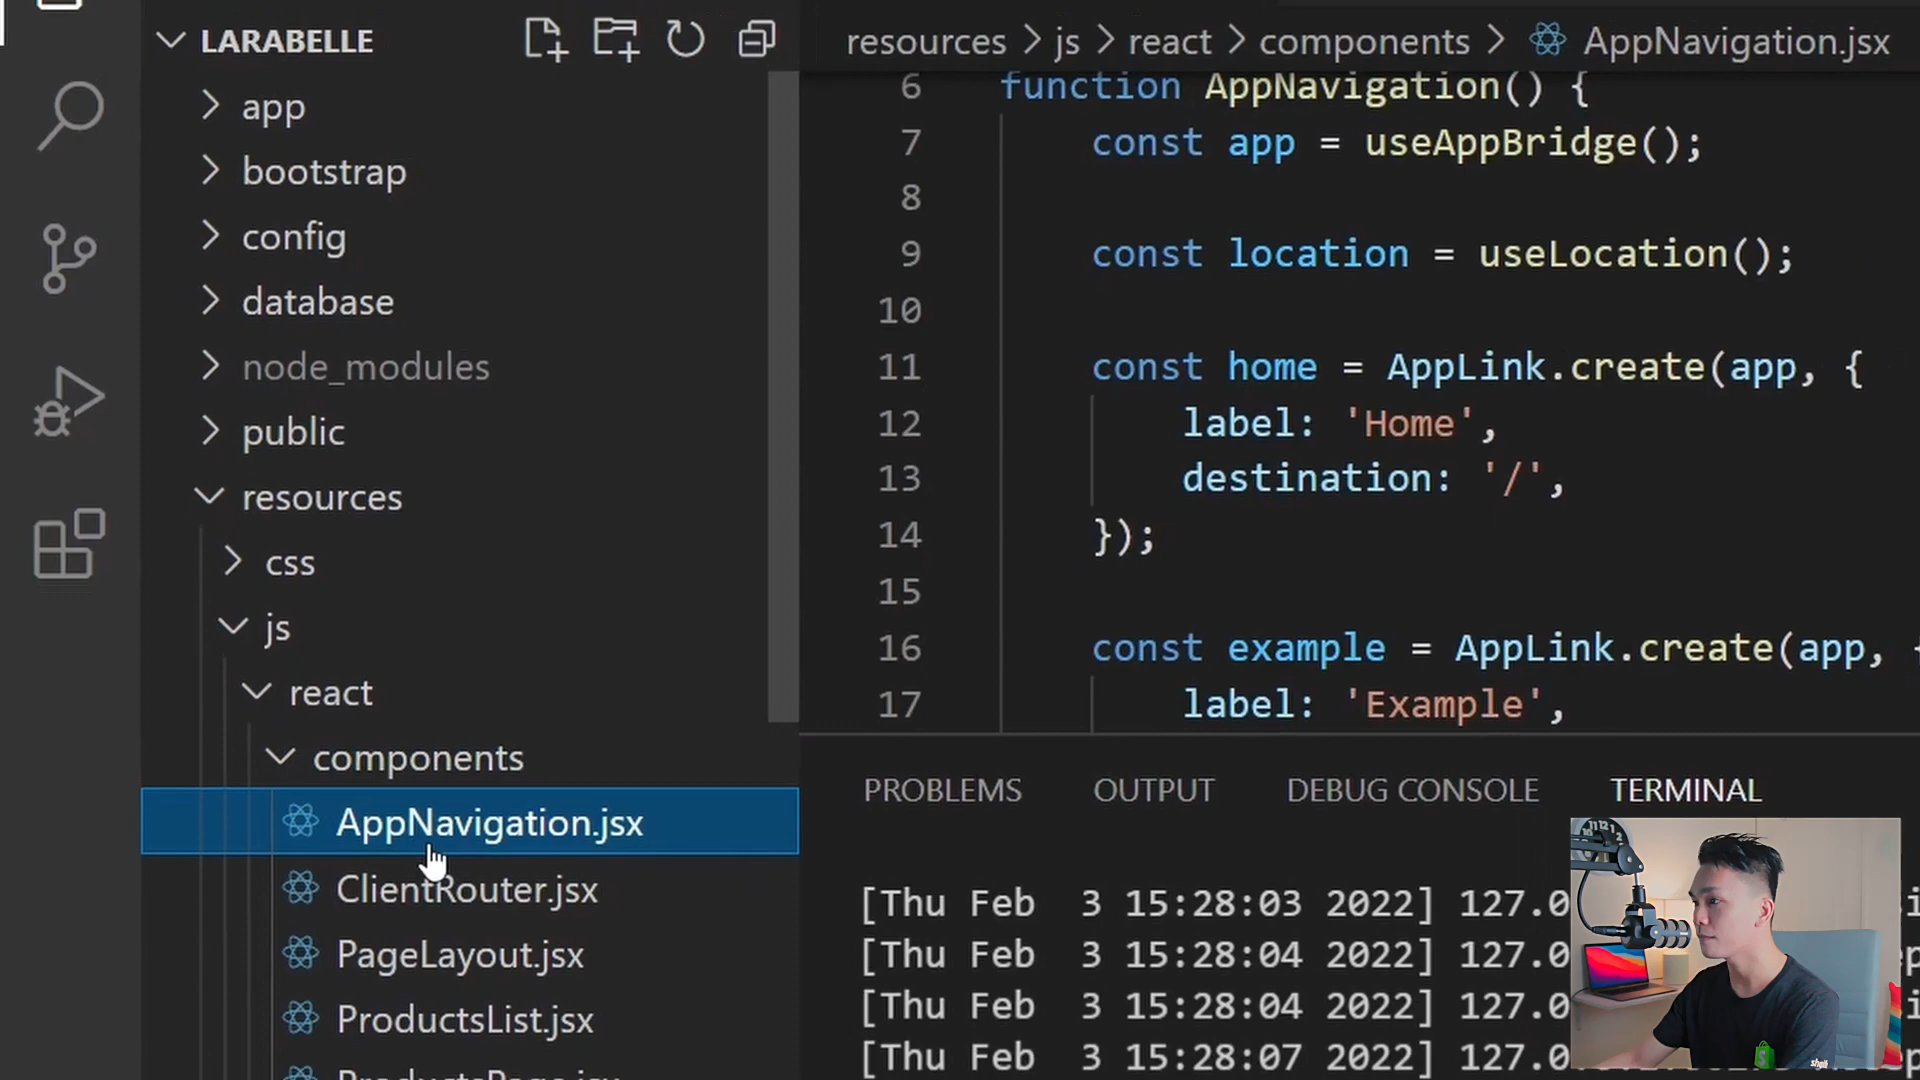 LARABELLE
app
bootstrap
config
database
node_modules
public
resources
css
js
react
components
AppNavigation.jsx
ClientRouter.jsx
PageLayout.jsx
ProductsList.jsx
resources > js > react > components > AppNavigation.jsx
6 function AppNavigation() {
7 const app = useAppBridge();
8
9 const location = useLocation();
10
11 const home = AppLink.create(app, {
12 label: 'Home',
13 destination: '/',
14 });
15
16 const example = AppLink.create(app, {
17 label: 'Example',
PROBLEMS OUTPUT DEBUG CONSOLE TERMINAL
[Thu Feb 3 15:28:03 2022] 127.0
[Thu Feb 3 15:28:04 2022] 127.0
[Thu Feb 3 15:28:04 2022] 127.0
[Thu Feb 3 15:28:07 2022] 127.0